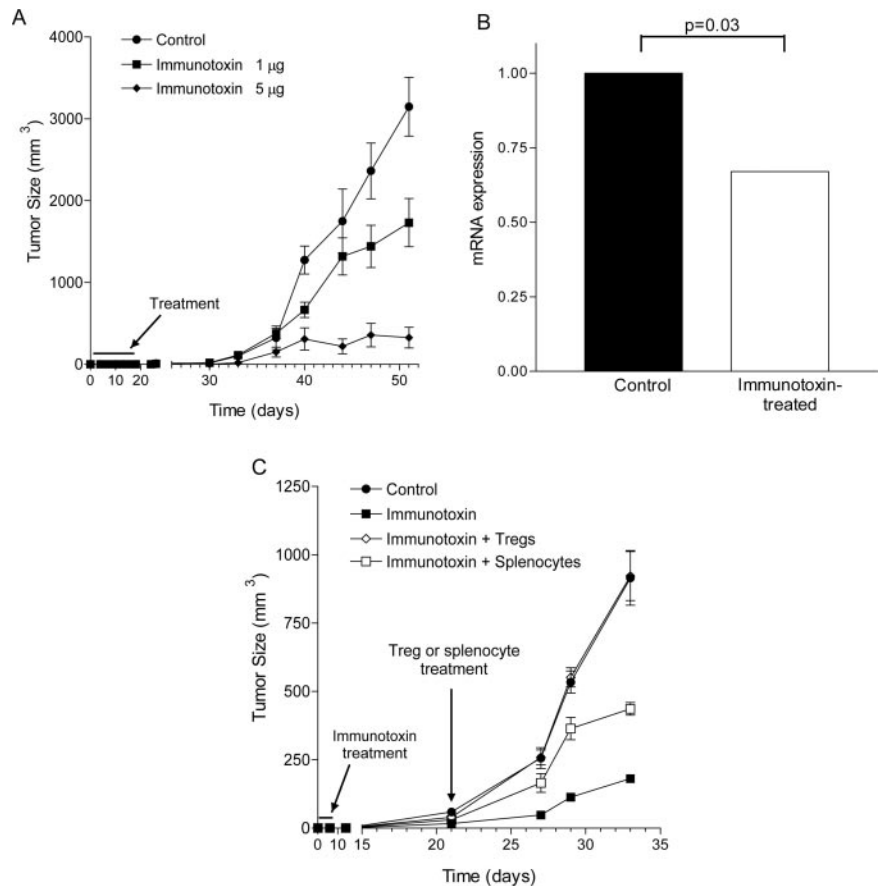 A
Control
Immunotoxin 1 μg
Immunotoxin 5 μg
4000
3000
2000
1000
0
Tumor Size (mm 3)
Treatment
0 10 20 30 40 50
Time (days)
B
p=0.03
1.00
0.75
0.50
0.25
0.00
mRNA expression
Control
Immunotoxin-
treated
C
Control
Immunotoxin
Immunotoxin + Tregs
Immunotoxin + Splenocytes
1250
1000
750
500
250
0
Tumor Size (mm 3)
Treg or splenocyte
treatment
Immunotoxin
treatment
0 10 15 20 25 30 35
Time (days)